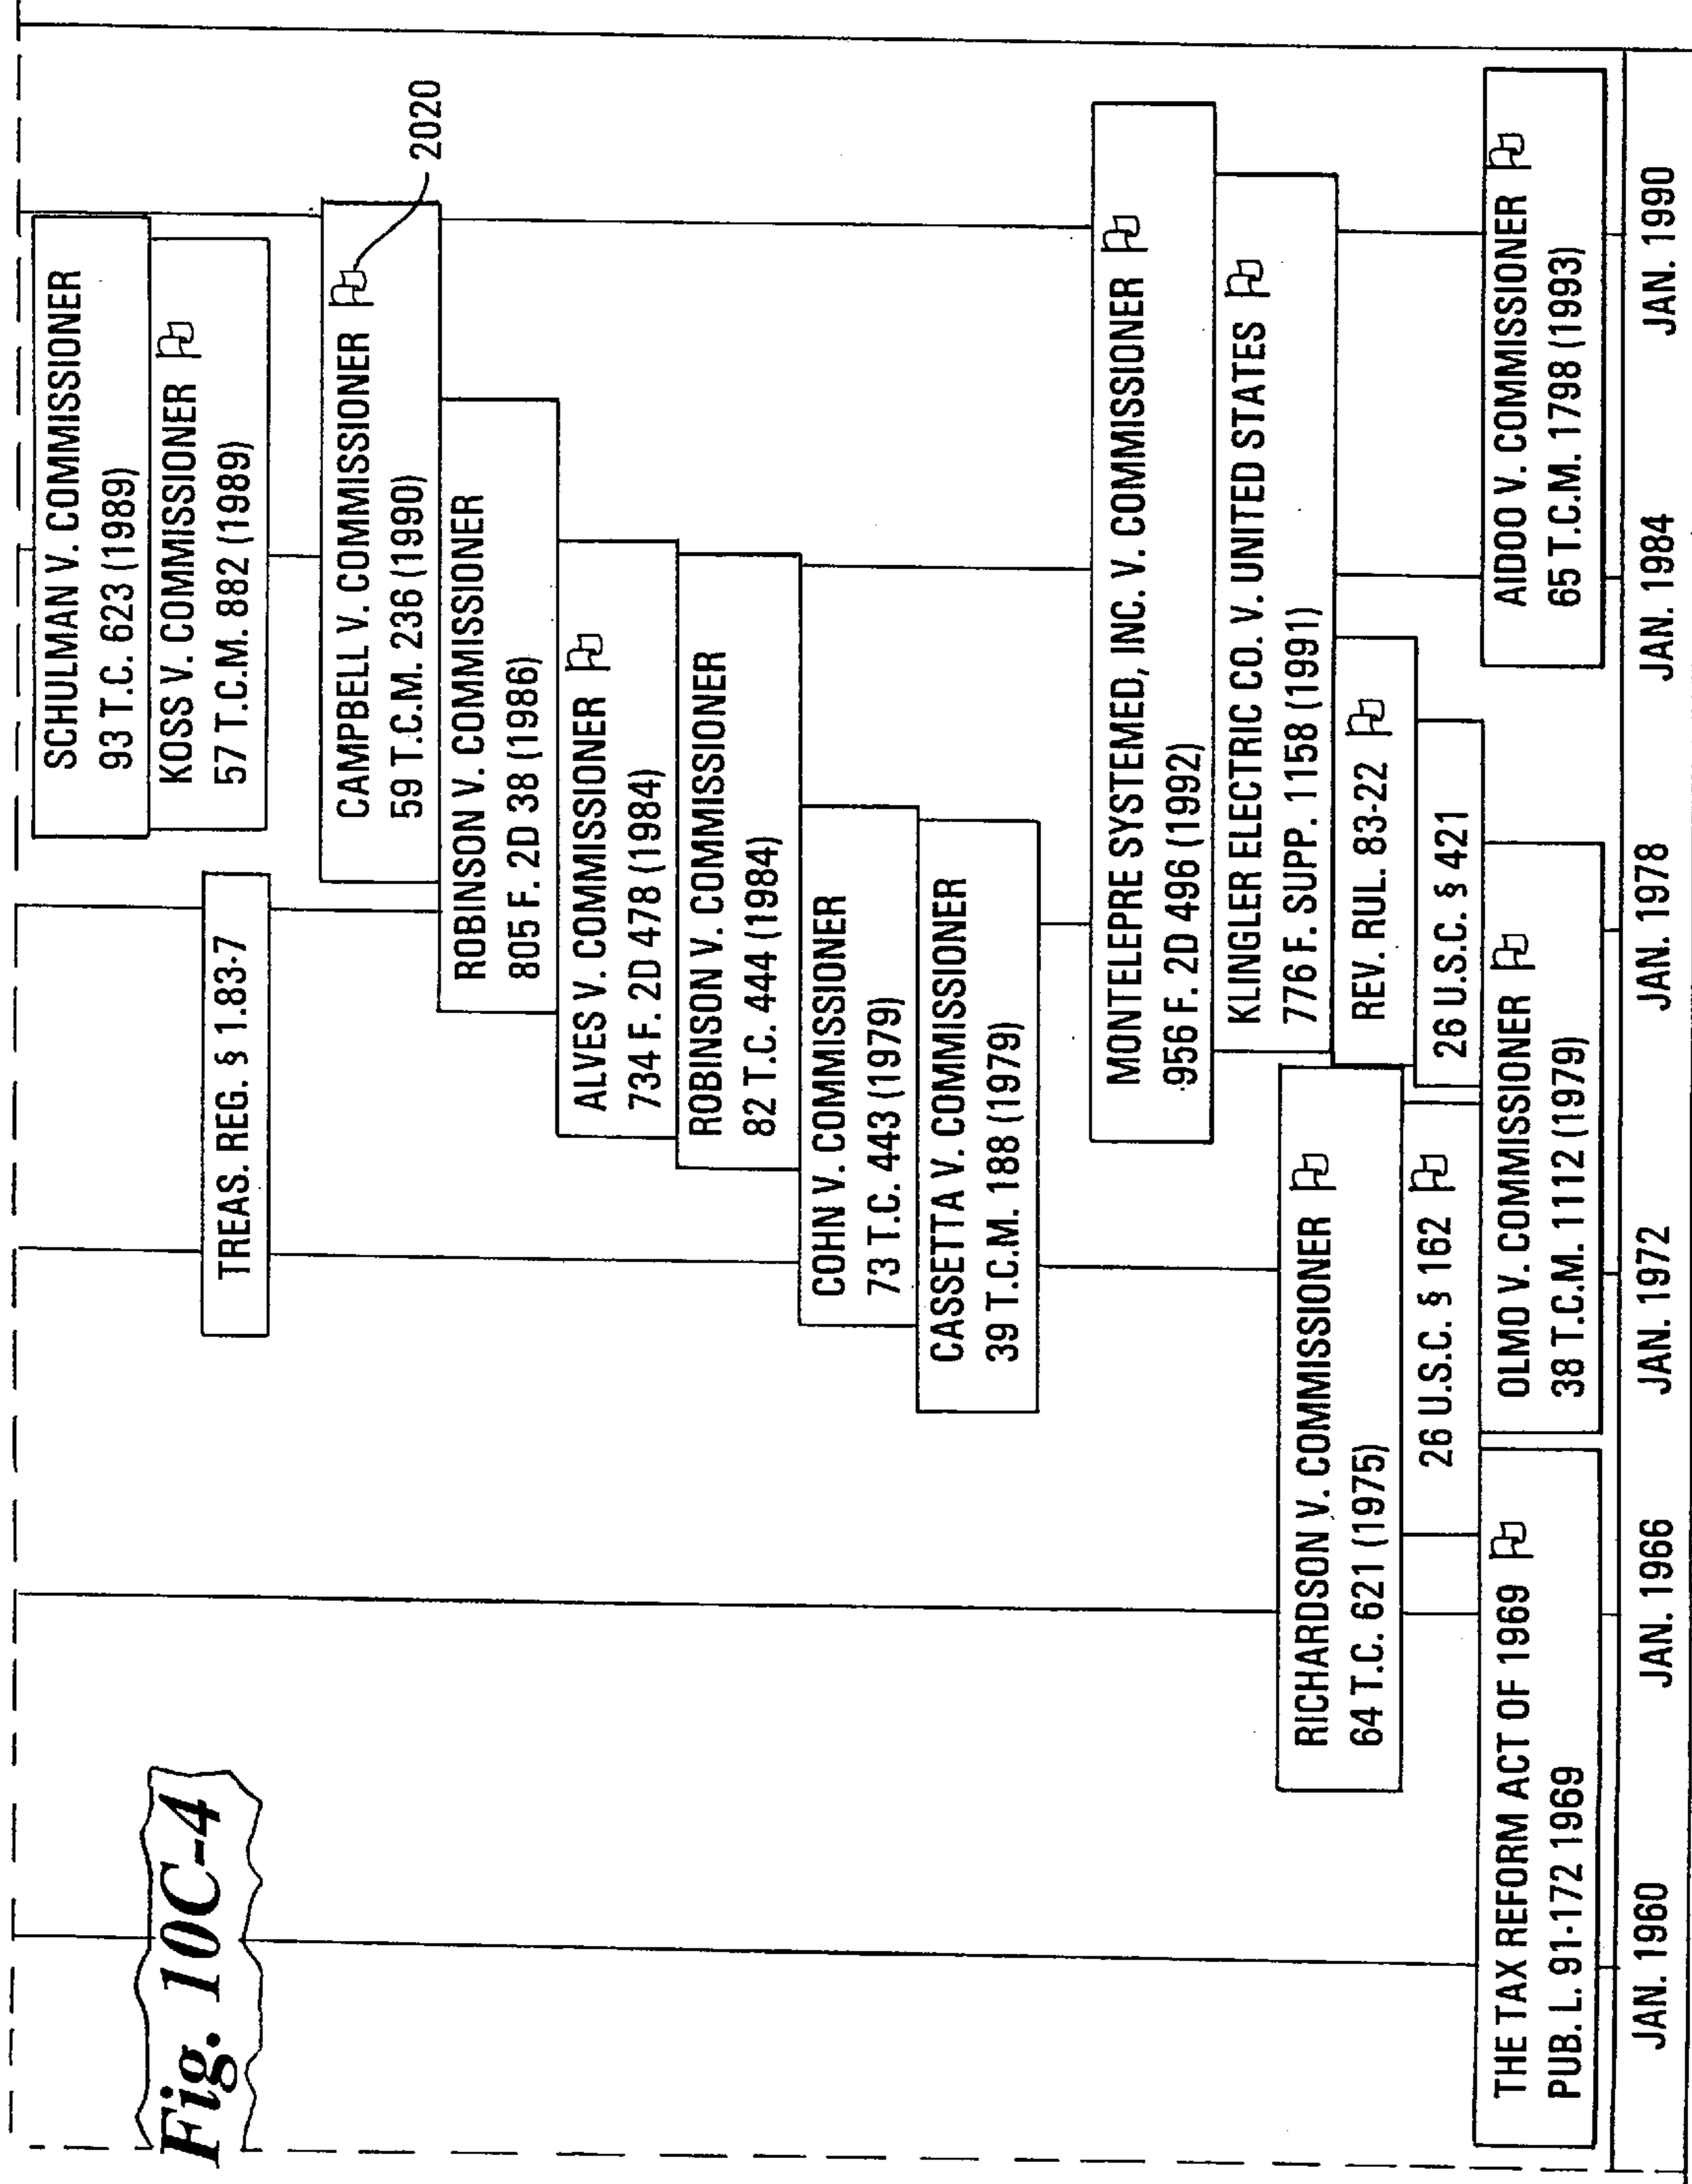 Fig. 10C-4
SCHULMAN V. COMMISSIONER
93 T.C. 623 (1989)
KOSS V. COMMISSIONER
57 T.C.M. 882 (1989)
TREAS. REG. § 1.83-7
CAMPBELL V. COMMISSIONER
59 T.C.M. 236 (1990)
2020
ROBINSON V. COMMISSIONER
805 F. 2D 38 (1986)
ALVES V. COMMISSIONER
734 F. 2D 478 (1984)
ROBINSON V. COMMISSIONER
82 T.C. 444 (1984)
COHN V. COMMISSIONER
73 T.C. 443 (1979)
CASSETTA V. COMMISSIONER
39 T.C.M. 188 (1979)
MONTELEPRE SYSTEMED, INC. V. COMMISSIONER
956 F. 2D 496 (1992)
KLINGLER ELECTRIC CO. V. UNITED STATES
776 F. SUPP. 1158 (1991)
RICHARDSON V. COMMISSIONER
64 T.C. 621 (1975)
REV. RUL. 83-22
26 U.S.C. § 162
26 U.S.C. § 421
THE TAX REFORM ACT OF 1969
PUB. L. 91-172 1969
OLMO V. COMMISSIONER
38 T.C.M. 1112 (1979)
AIDOO V. COMMISSIONER
65 T.C.M. 1798 (1993)
JAN. 1960
JAN. 1966
JAN. 1972
JAN. 1978
JAN. 1984
JAN. 1990